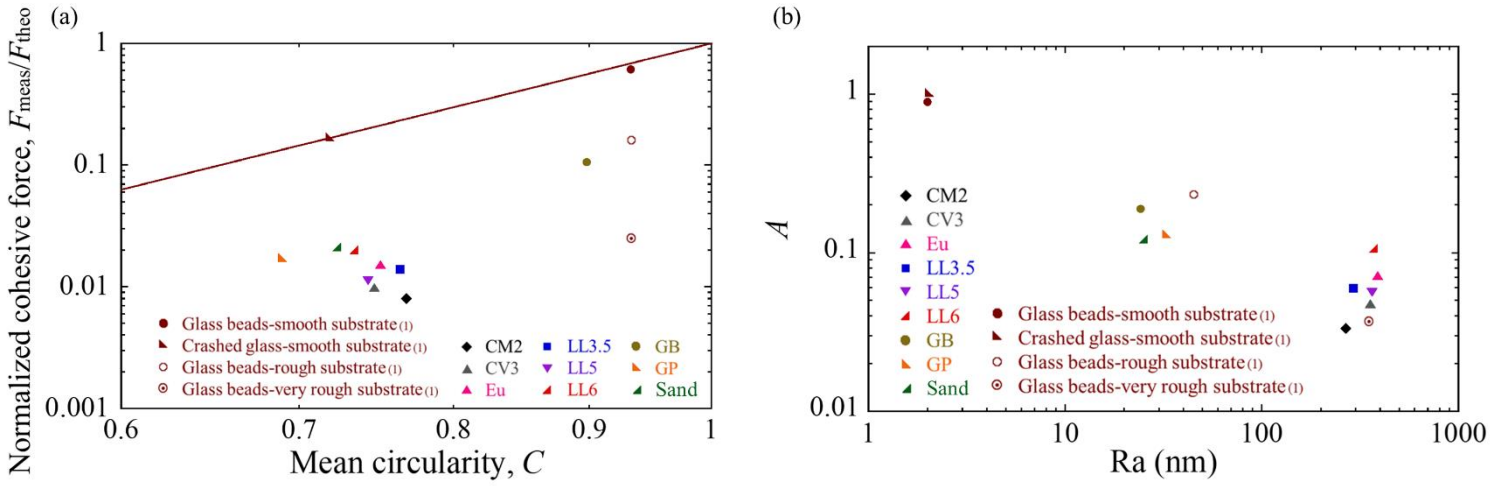 (a)
Normalized cohesive force, Fmeas/Ftheo
1
0.1
0.01
0.001
0.6
0.7
0.8
0.9
1
Mean circularity, C
Glass beads-smooth substrate(1)
Crashed glass-smooth substrate(1)
Glass beads-rough substrate(1)
Glass beads-very rough substrate(1)
CM2
CV3
Eu
LL3.5
LL5
LL6
GB
GP
Sand
(b)
A
1
0.1
0.01
1
10
100
1000
Ra (nm)
CM2
CV3
Eu
LL3.5
LL5
LL6
GB
GP
Sand
Glass beads-smooth substrate(1)
Crashed glass-smooth substrate(1)
Glass beads-rough substrate(1)
Glass beads-very rough substrate(1)